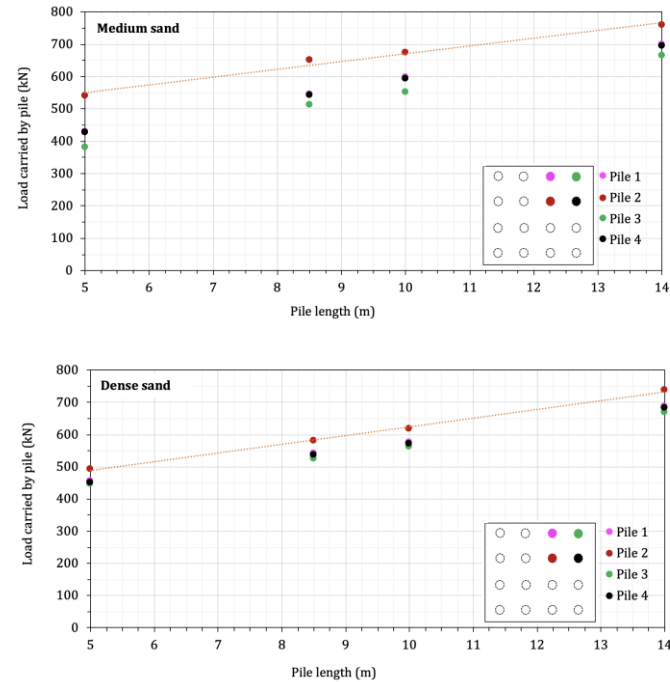 Medium sand
Load carried by pile (kN)
800
700
600
500
400
300
200
100
0
5
6
7
8
9
10
11
12
13
14
Pile length (m)
Pile 1
Pile 2
Pile 3
Pile 4
Dense sand
Load carried by pile (kN)
800
700
600
500
400
300
200
100
0
5
6
7
8
9
10
11
12
13
14
Pile length (m)
Pile 1
Pile 2
Pile 3
Pile 4